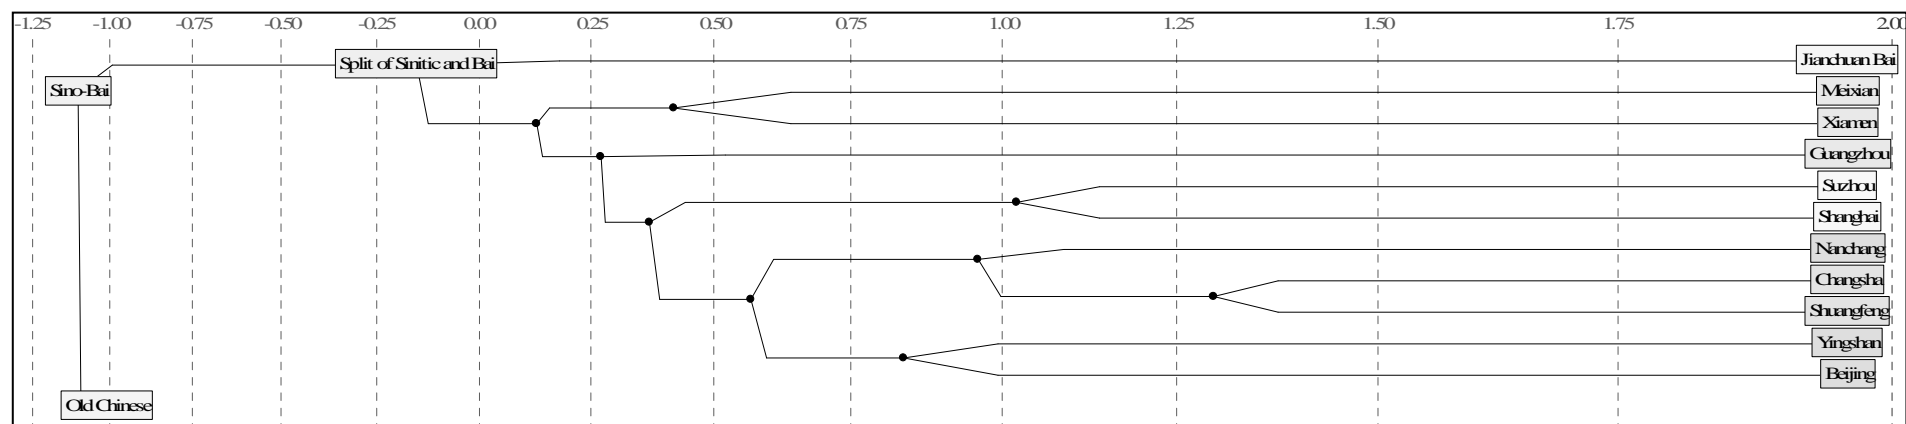 -1.25 -1.00 -0.75 -0.50 -0.25 0.00 0.25 0.50 0.75 1.00 1.25 1.50 1.75 2.00
Split of Sinitic and Bai
Jianchuan Bai
Sino-Bai
Meixian
Xiamen
Guangzhou
Suzhou
Shanghai
Nanchang
Changsha
Shuangfeng
Yingshan
Beijing
Old Chinese